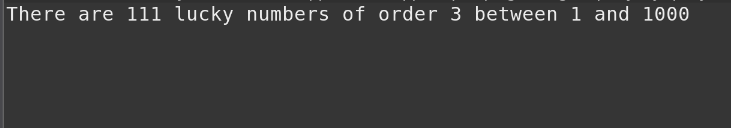 There are 111 lucky numbers of order 3 between 1 and 1000